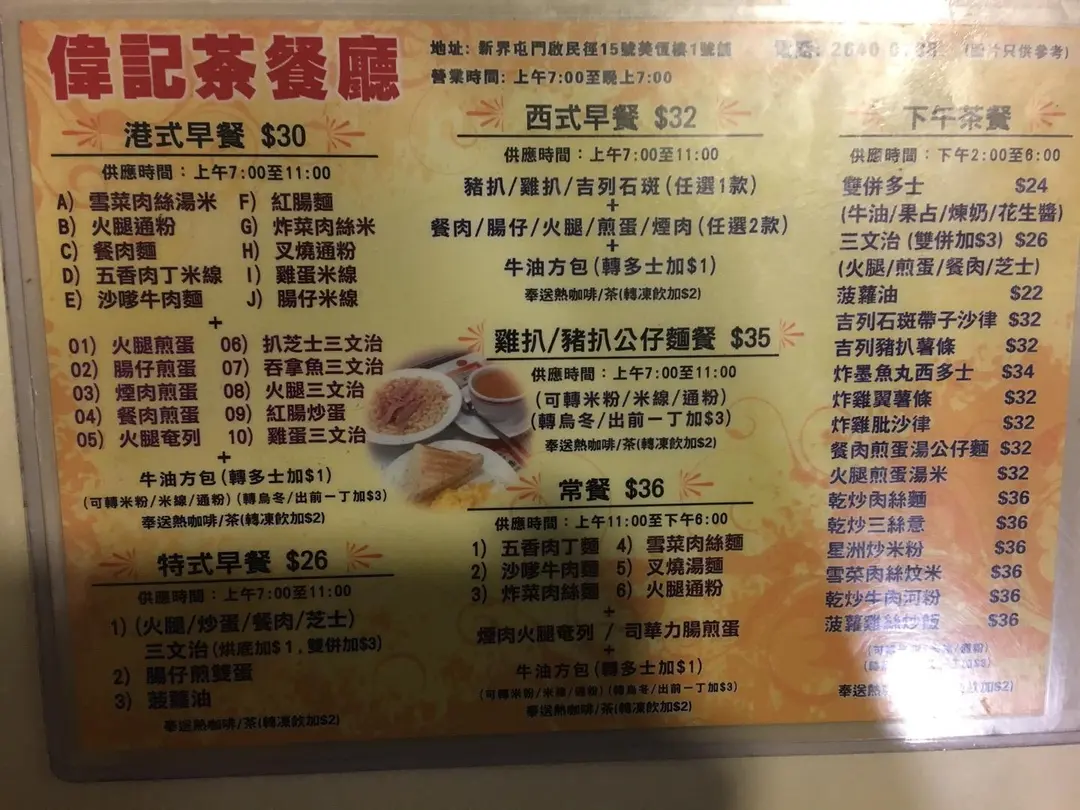 偉記茶餐廳
地址: 新界屯門啟民徑15號美恆樓1號舖
營業時間: 上午7:00至晚上7:00
港式早餐 $30
供應時間：上午7:00至11:00
A) 雪菜肉絲湯米 F) 紅腸麵
B) 火腿通粉 G) 炸菜肉絲米
C) 餐肉麵 H) 叉燒通粉
D) 五香肉丁米線 I) 雞蛋米線
E) 沙嗲牛肉麵 J) 腸仔米線
+
01) 火腿煎蛋 06) 扒芝士三文治
02) 腸仔煎蛋 07) 吞拿魚三文治
03) 煙肉煎蛋 08) 火腿三文治
04) 餐肉煎蛋 09) 紅腸炒蛋
05) 火腿奄列 10) 雞蛋三文治
+
牛油方包(轉多士加$1)
(可轉米粉/米線/通粉)(轉烏冬/出前一丁加$3)
奉送熱咖啡/茶(轉凍飲加$2)
特式早餐 $26
供應時間：上午7:00至11:00
1) (火腿/炒蛋/餐肉/芝士)
三文治(烘底加$1,雙併加$3)
2) 腸仔煎雙蛋
3) 菠蘿油
奉送熱咖啡/茶(轉凍飲加$2)
西式早餐 $32
供應時間：上午7:00至11:00
豬扒/雞扒/吉列石斑(任選1款)
+
餐肉/腸仔/火腿/煎蛋/煙肉(任選2款)
+
牛油方包(轉多士加$1)
奉送熱咖啡/茶(轉凍飲加$2)
雞扒/豬扒公仔麵餐 $35
供應時間：上午7:00至11:00
(可轉米粉/米線/通粉)
(轉烏冬/出前一丁加$3)
奉送熱咖啡/茶(轉凍飲加$2)
常餐 $36
供應時間：上午11:00至下午6:00
1) 五香肉丁麵 4) 雪菜肉絲麵
2) 沙嗲牛肉麵 5) 叉燒湯麵
3) 炸菜肉絲麵 6) 火腿通粉
+
煙肉火腿奄列 / 司華力腸煎蛋
+
牛油方包(轉多士加$1)
(可轉米粉/米線/通粉)(轉烏冬/出前一丁加$3)
奉送熱咖啡/茶(轉凍飲加$2)
下午茶餐
供應時間：下午2:00至6:00
雙併多士 $24
(牛油/果占/煉奶/花生醬)
三文治(雙併加$3) $26
(火腿/煎蛋/餐肉/芝士)
菠蘿油 $22
吉列石斑帶子沙律 $32
吉列豬扒薯條 $32
炸墨魚丸西多士 $34
炸雞翼薯條 $32
炸雞肶沙律 $32
餐肉煎蛋湯公仔麵 $32
火腿煎蛋湯米 $32
乾炒肉絲麵 $36
乾炒三絲意 $36
星洲炒米粉 $36
雪菜肉絲炆米 $36
乾炒牛肉河粉 $36
菠蘿雞絲炒飯 $36
奉送熱